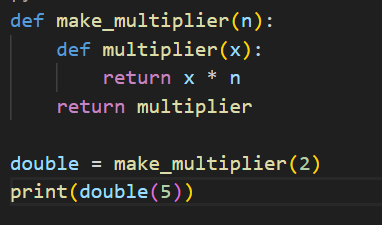 def make_multiplier(n):
    def multiplier(x):
        return x * n
    return multiplier

double = make_multiplier(2)
print(double(5))